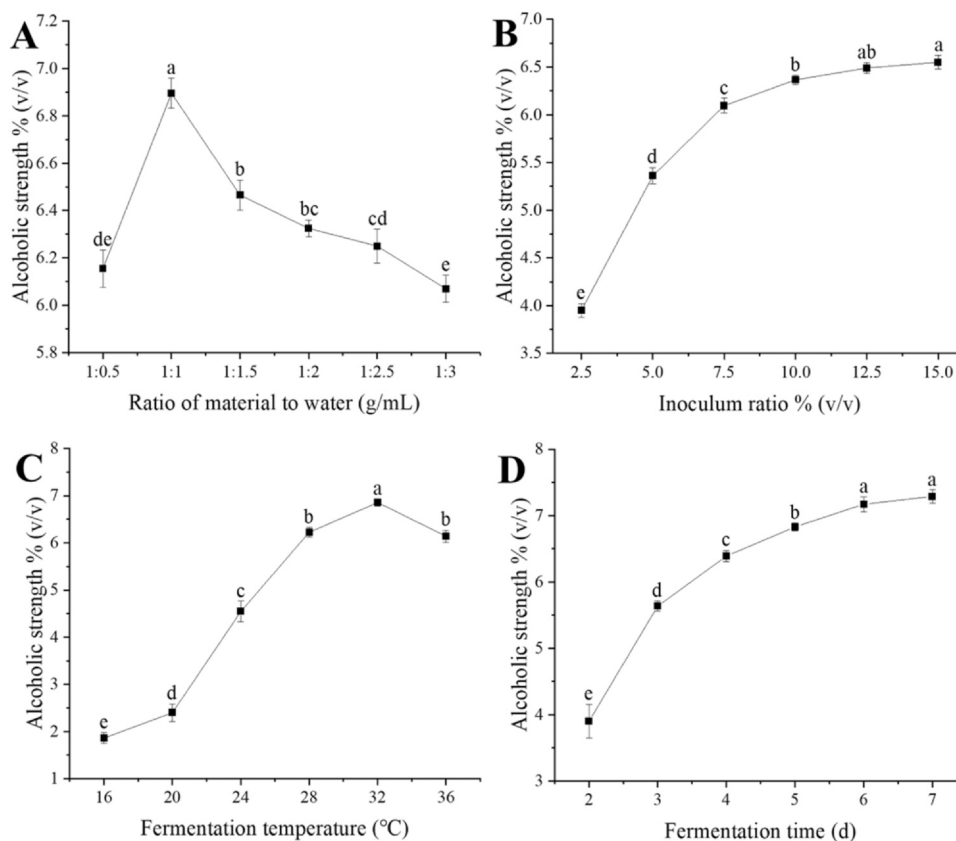 A
Alcoholic strength % (v/v)
7.2
7.0
6.8
6.6
6.4
6.2
6.0
5.8
de
a
b
bc
cd
e
1:0.5 1:1 1:1.5 1:2 1:2.5 1:3
Ratio of material to water (g/mL)
B
Alcoholic strength % (v/v)
7.0
6.5
6.0
5.5
5.0
4.5
4.0
3.5
e
d
c
b
ab
a
2.5 5.0 7.5 10.0 12.5 15.0
Inoculum ratio % (v/v)
C
Alcoholic strength % (v/v)
8
7
6
5
4
3
2
1
e
d
c
b
a
b
16 20 24 28 32 36
Fermentation temperature (℃)
D
Alcoholic strength % (v/v)
8
7
6
5
4
3
e
d
c
b
a
a
2 3 4 5 6 7
Fermentation time (d)